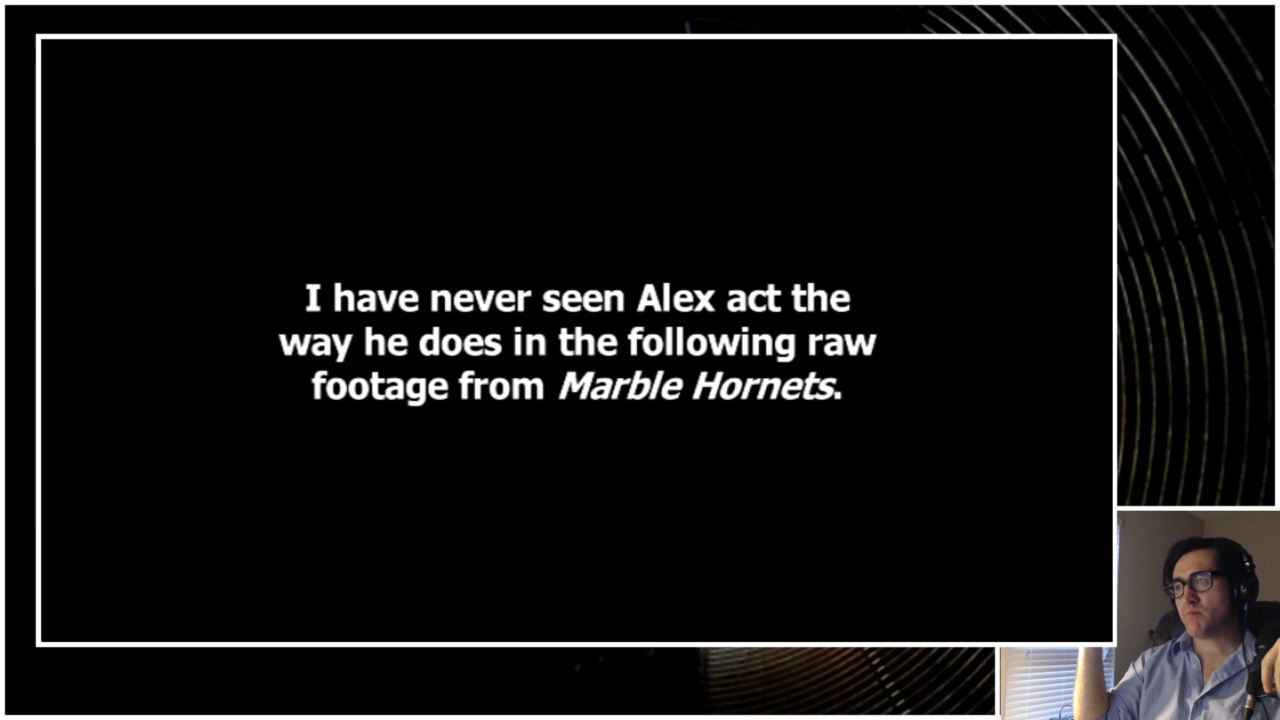 I have never seen Alex act the
way he does in the following raw
footage from Marble Hornets.